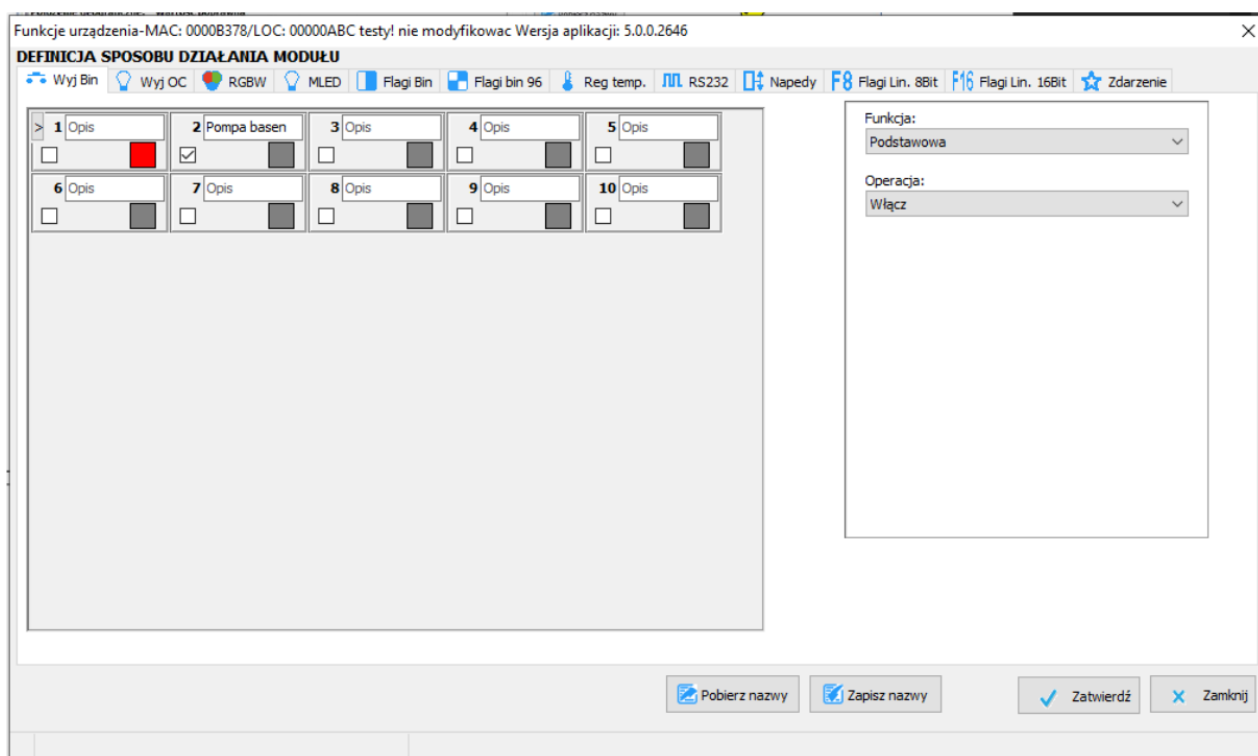 Funkcje urządzenia-MAC: 0000B378/LOC: 00000ABC testy! nie modyfikowac Wersja aplikacji: 5.0.0.2646
DEFINICJA SPOSOBU DZIAŁANIA MODUŁU
Wyj Bin Wyj OC RGBW MLED Flagi Bin Flagi bin 96 Reg temp. RS232 Napedy F8 Flagi Lin. 8Bit F16 Flagi Lin. 16Bit Zdarzenie
> 1 Opis 2 Pompa basen 3 Opis 4 Opis 5 Opis
6 Opis 7 Opis 8 Opis 9 Opis 10 Opis
Funkcja:
Podstawowa
Operacja:
Włącz
Pobierz nazwy Zapisz nazwy Zatwierdź Zamknij